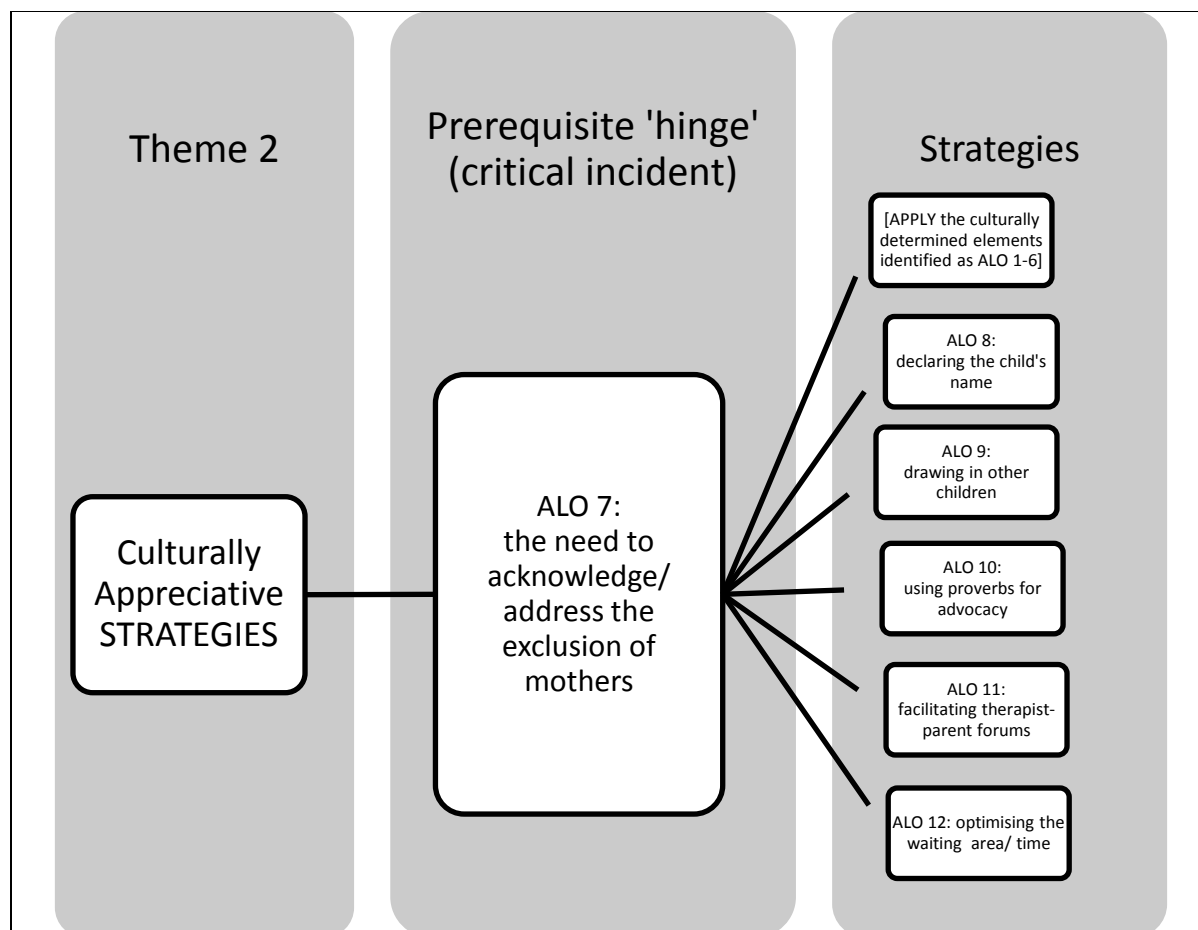 Theme 2
Culturally
Appreciative
STRATEGIES
Prerequisite 'hinge'
(critical incident)
ALO 7:
the need to
acknowledge/
address the
exclusion of
mothers
Strategies
[APPLY the culturally
determined elements
identified as ALO 1-6]
ALO 8:
declaring the child's
name
ALO 9:
drawing in other
children
ALO 10:
using proverbs for
advocacy
ALO 11:
facilitating therapist-
parent forums
ALO 12: optimising the
waiting area/ time